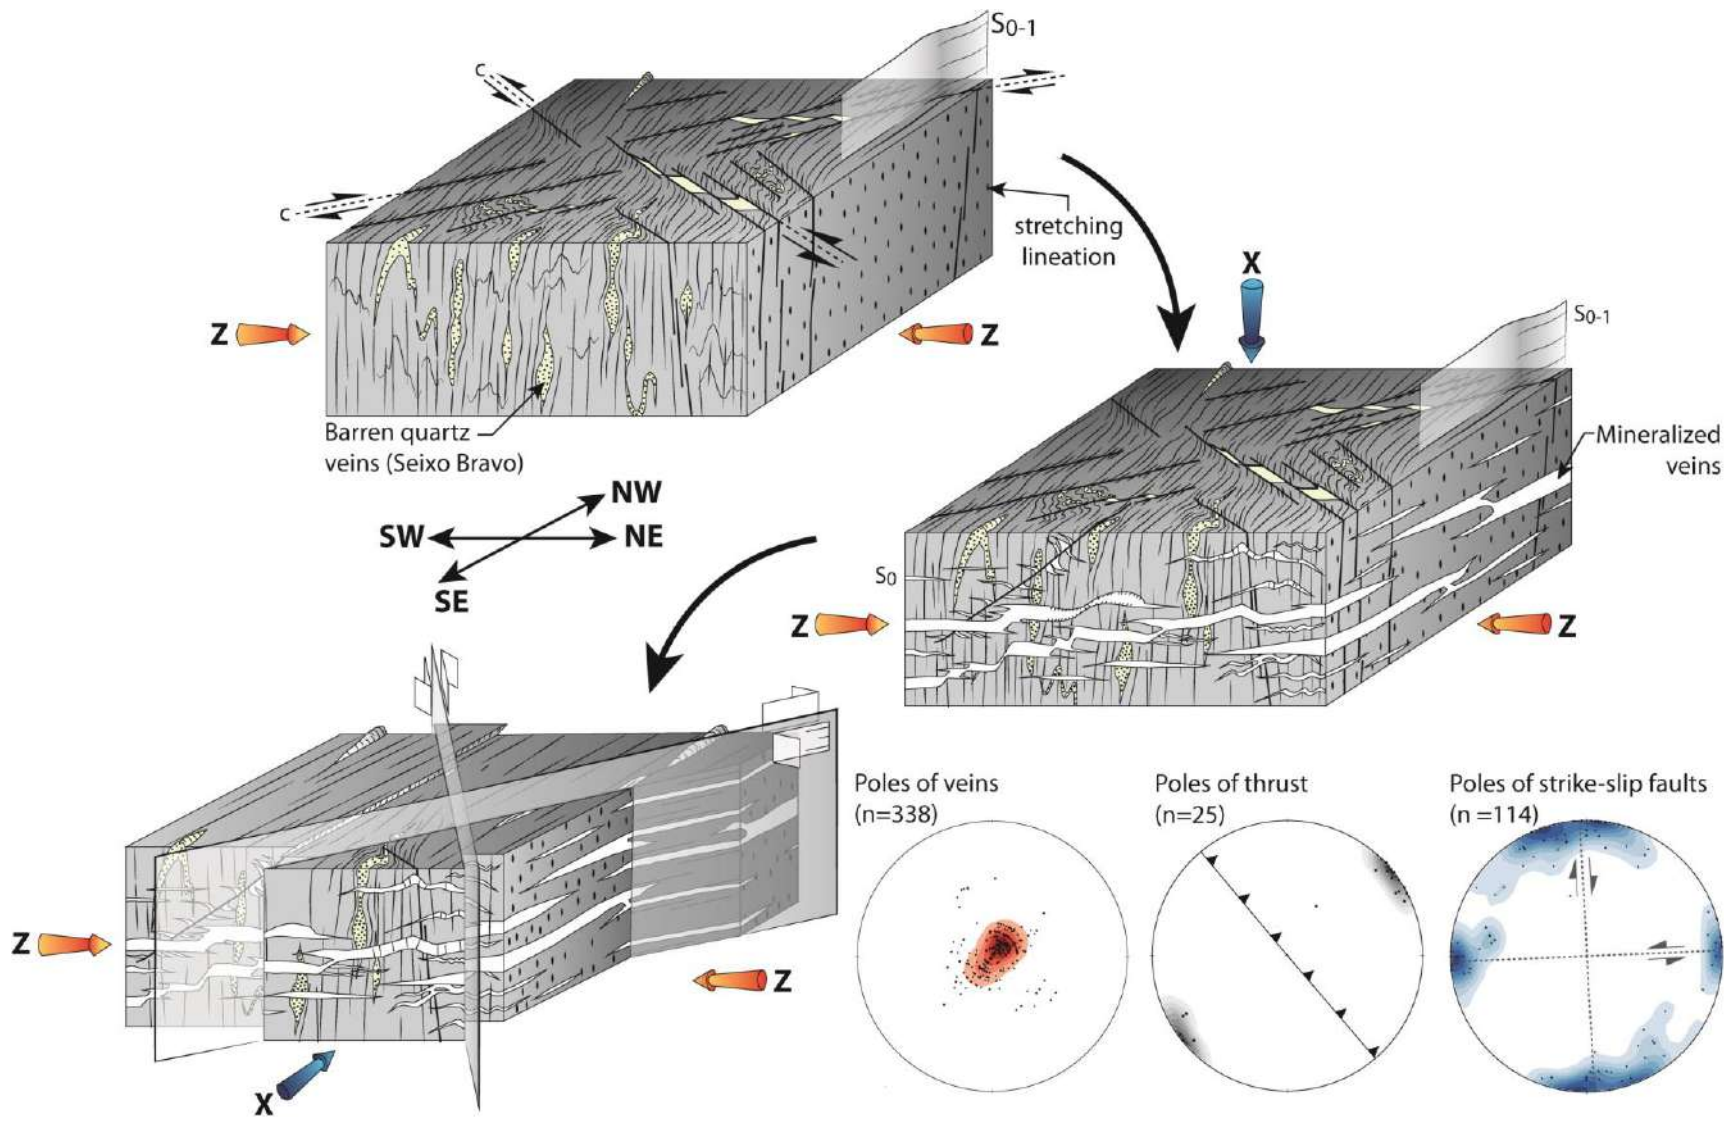 S0-1
c
c
stretching
lineation
Z
Z
Barren quartz
veins (Seixo Bravo)
X
S0-1
Mineralized
veins
S0
Z
Z
NW
SW
NE
SE
Z
Z
X
Poles of veins
(n=338)
Poles of thrust
(n=25)
Poles of strike-slip faults
(n =114)